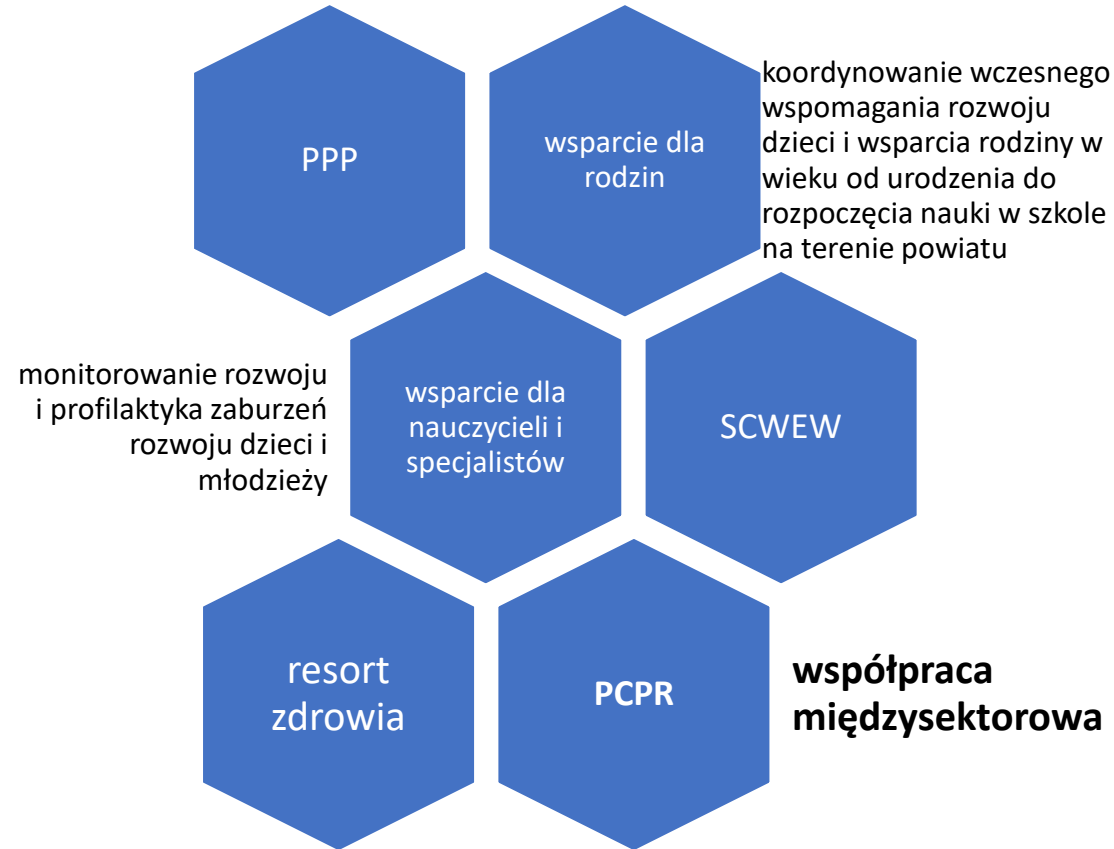 PPP
wsparcie dla
rodzin
koordynowanie wczesnego
wspomagania rozwoju
dzieci i wsparcia rodziny w
wieku od urodzenia do
rozpoczęcia nauki w szkole
na terenie powiatu
monitorowanie rozwoju
i profilaktyka zaburzeń
rozwoju dzieci i
młodzieży
wsparcie dla
nauczycieli i
specjalistów
SCWEW
resort
zdrowia
PCPR
współpraca
międzysektorowa